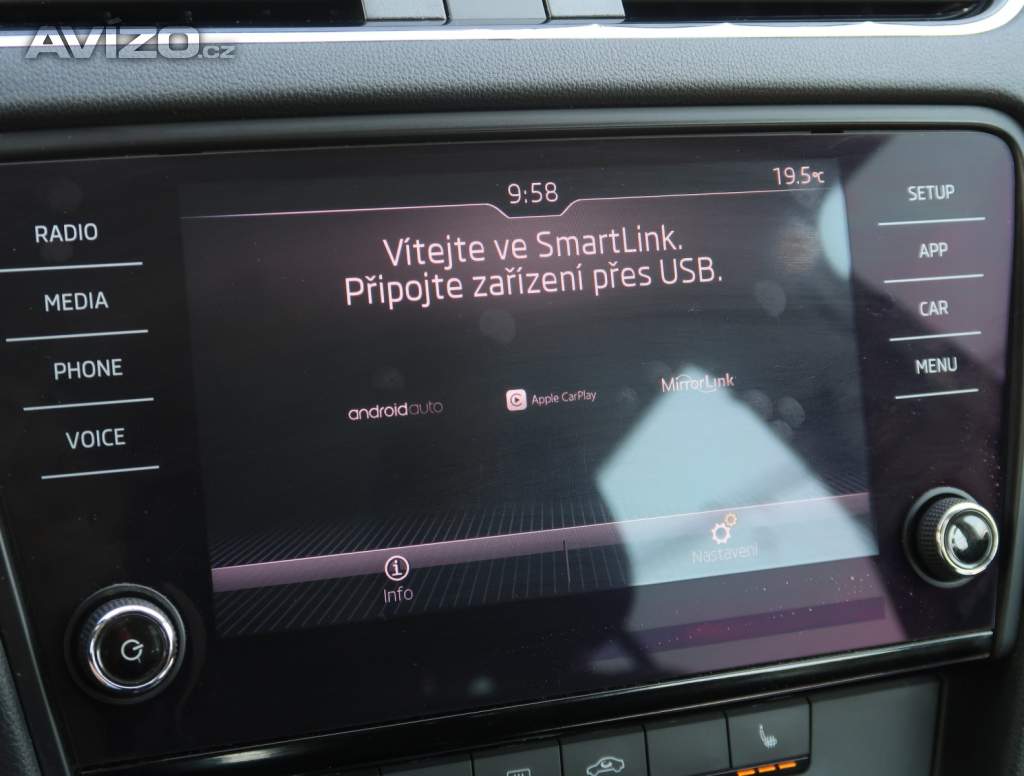 AVÍZO.cz
9:58
19.5°C
RADIO
MEDIA
PHONE
VOICE
Vítejte ve SmartLink.
Připojte zařízení přes USB.
androidauto
Apple CarPlay
MirrorLink
Info
Nastavení
SETUP
APP
CAR
MENU